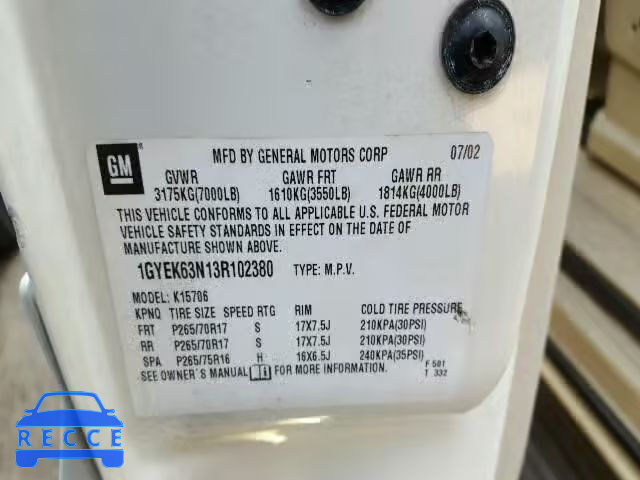 GM
MFD BY GENERAL MOTORS CORP 07/02
GVWR GAWR FRT GAWR RR
3175KG(7000LB) 1610KG(3550LB) 1814KG(4000LB)
THIS VEHICLE CONFORMS TO ALL APPLICABLE U.S. FEDERAL MOTOR
VEHICLE SAFETY STANDARDS IN EFFECT ON THE DATE OF
MANUFACTURE SHOWN ABOVE.
1GYEK63N13R102380 TYPE: M.P.V.
MODEL: K15706
KPNQ TIRE SIZE SPEED RTG RIM COLD TIRE PRESSURE
FRT P265/70R17 S 17X7.5J 210KPA(30PSI)
RR P265/70R17 S 17X7.5J 210KPA(30PSI)
SPA P265/75R16 H 16X6.5J 240KPA(35PSI)
SEE OWNER'S MANUAL FOR MORE INFORMATION.
F 501
T 332
RECCE